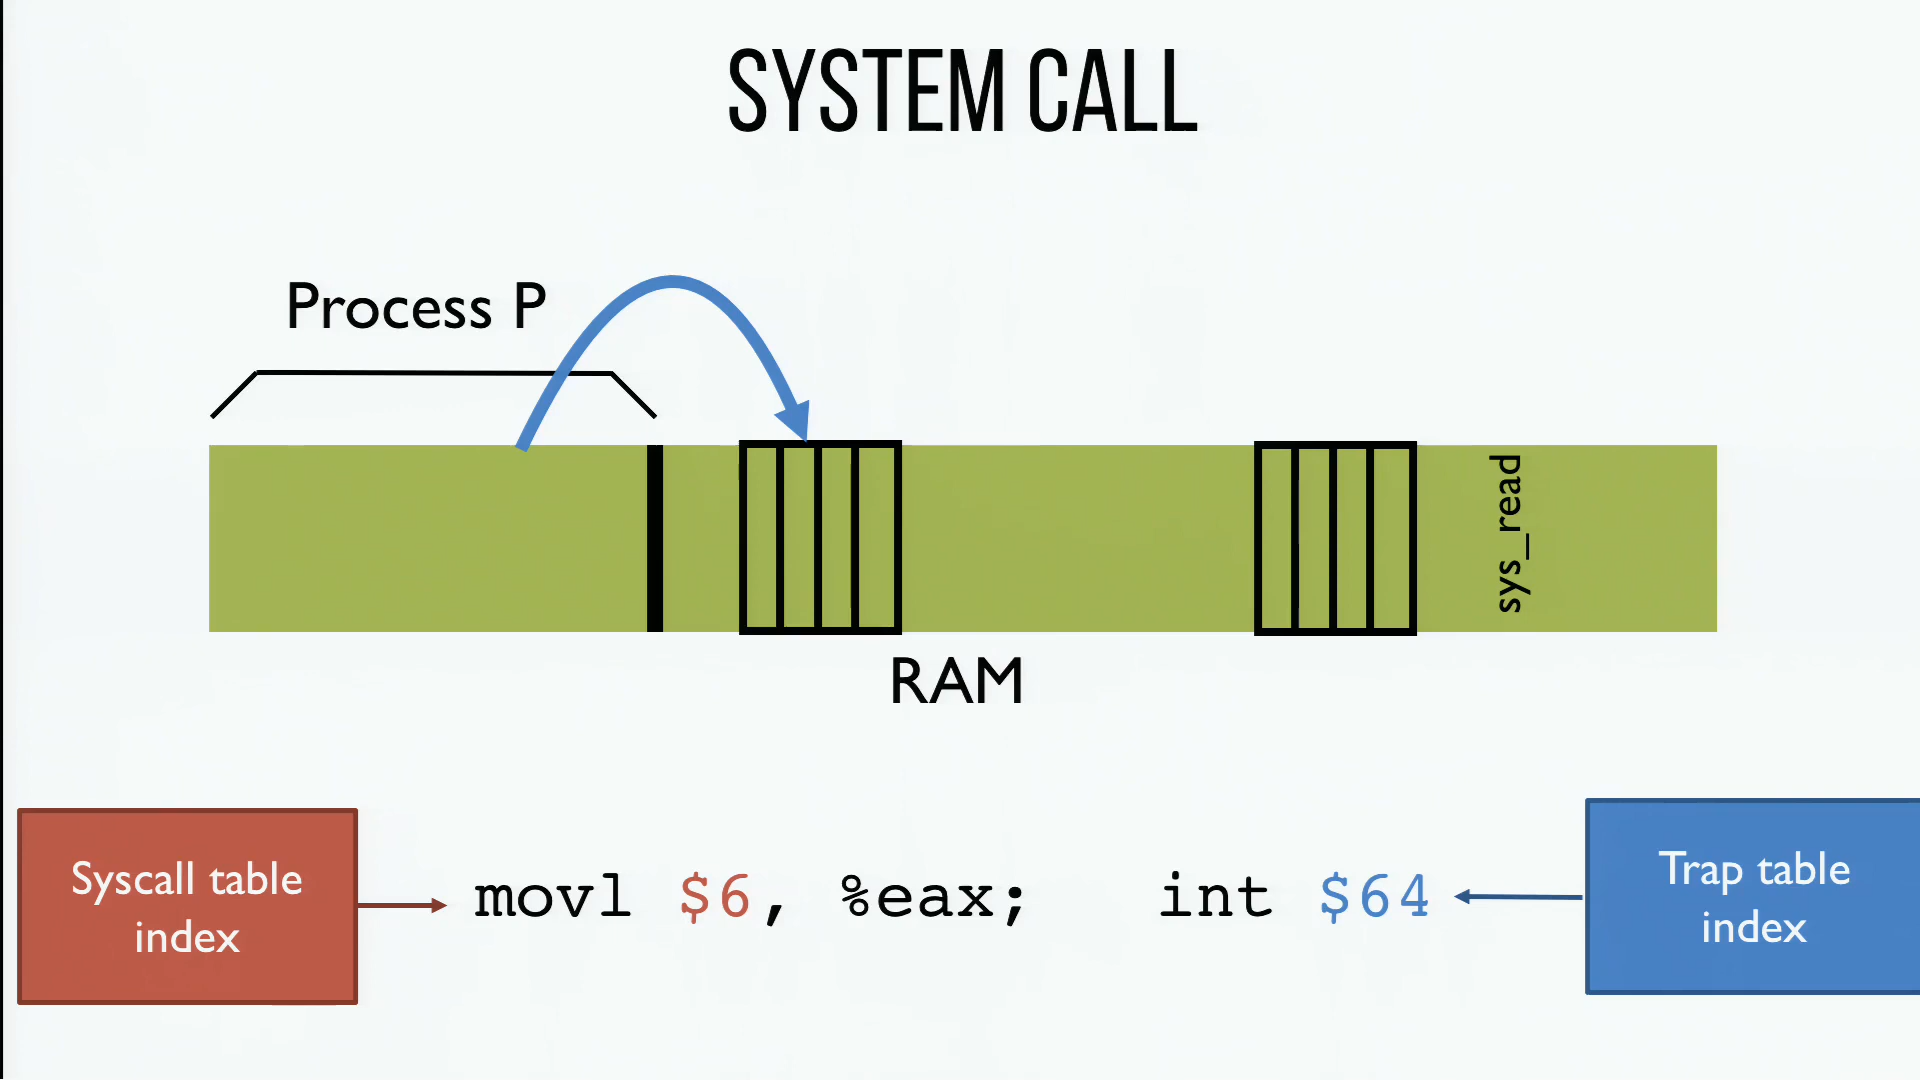 SYSTEM CALL
Process P
sys_read
RAM
Syscall table
index
movl $6, %eax; int $64
Trap table
index